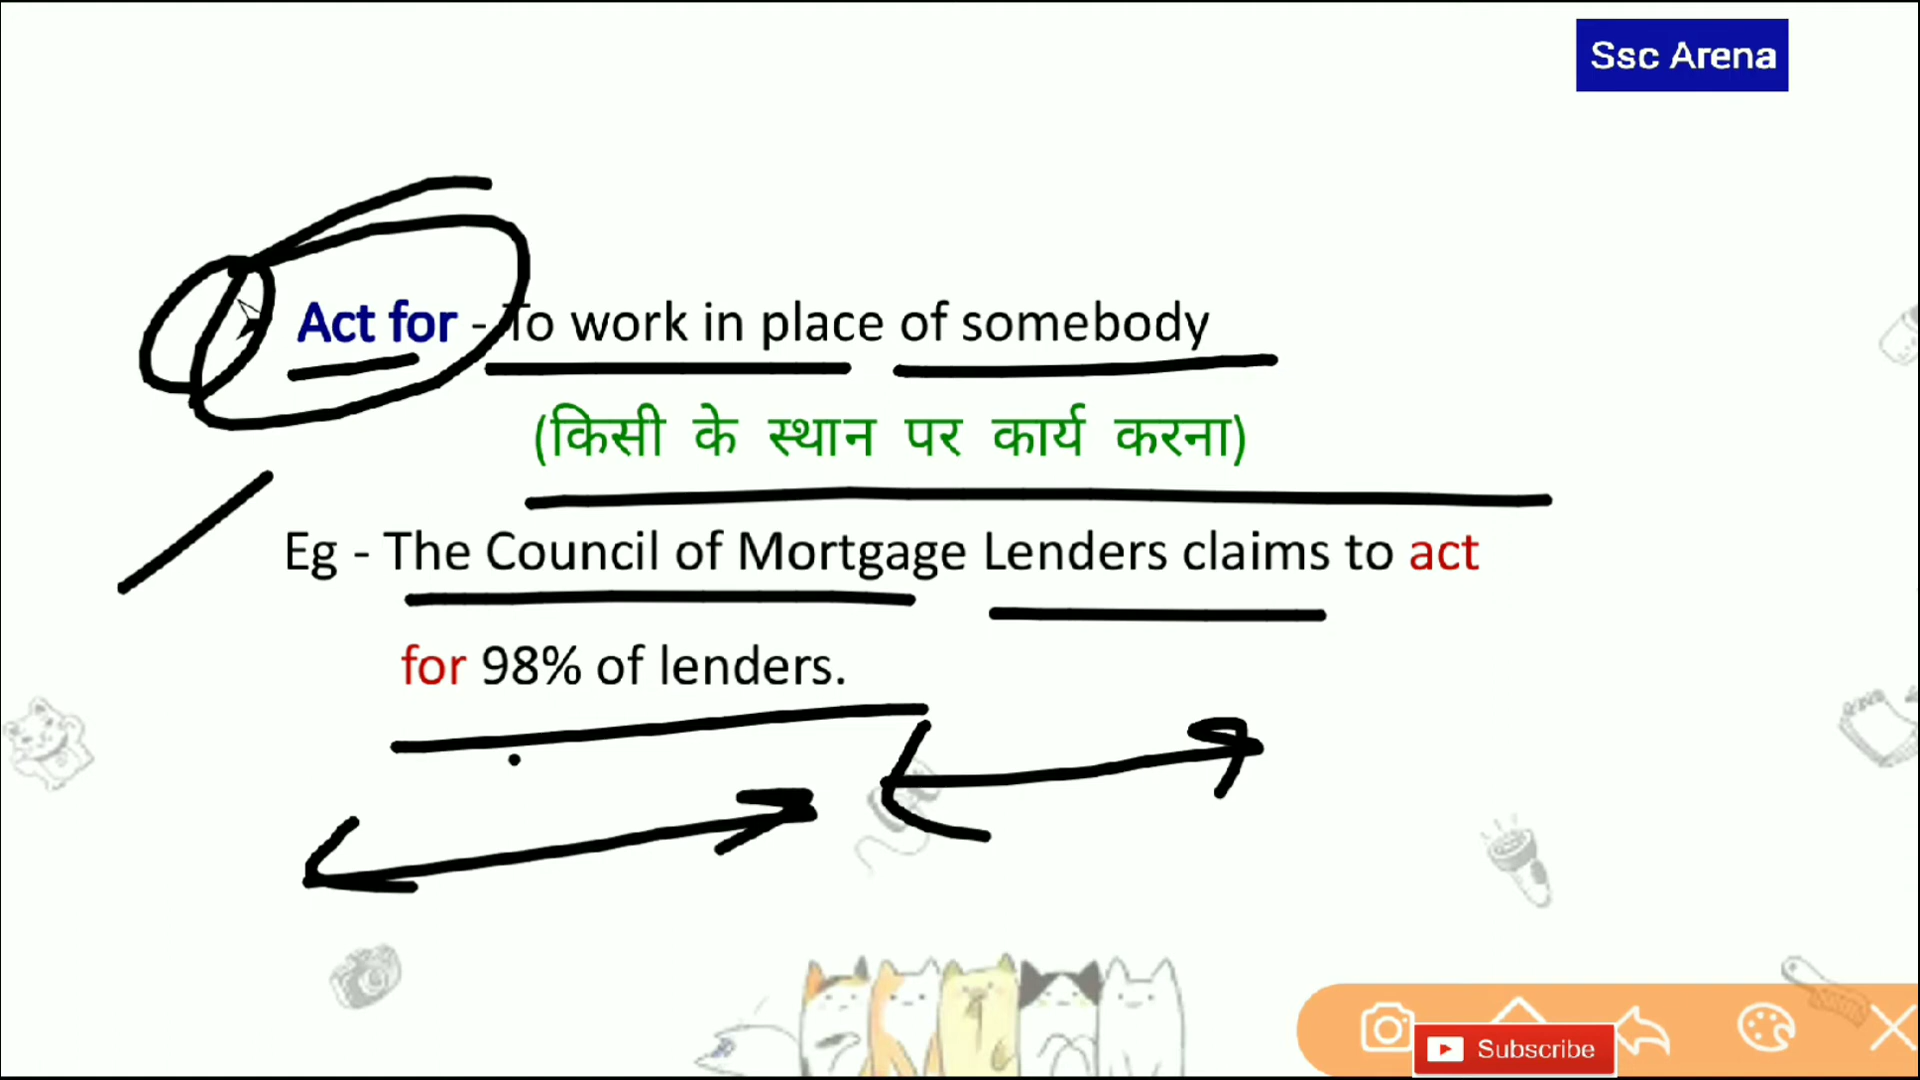 Ssc Arena
Act for - To work in place of somebody
(किसी के स्थान पर कार्य करना)
Eg - The Council of Mortgage Lenders claims to act
for 98% of lenders.
Subscribe